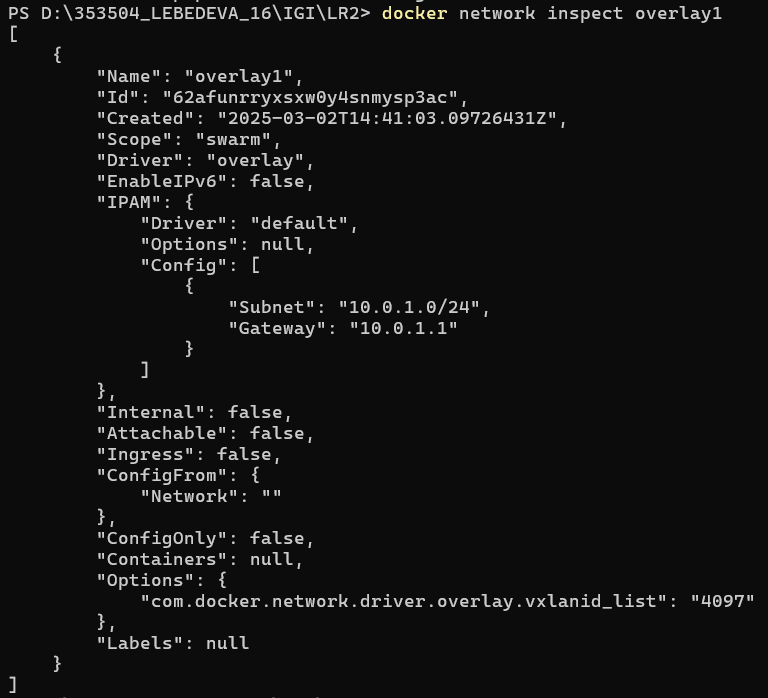 PS D:\353504_LEBEDEVA_16\IGI\LR2> docker network inspect overlay1
[
    {
        "Name": "overlay1",
        "Id": "62afunrryxsxw0y4snmysp3ac",
        "Created": "2025-03-02T14:41:03.09726431Z",
        "Scope": "swarm",
        "Driver": "overlay",
        "EnableIPv6": false,
        "IPAM": {
            "Driver": "default",
            "Options": null,
            "Config": [
                {
                    "Subnet": "10.0.1.0/24",
                    "Gateway": "10.0.1.1"
                }
            ]
        },
        "Internal": false,
        "Attachable": false,
        "Ingress": false,
        "ConfigFrom": {
            "Network": ""
        },
        "ConfigOnly": false,
        "Containers": null,
        "Options": {
            "com.docker.network.driver.overlay.vxlanid_list": "4097"
        },
        "Labels": null
    }
]